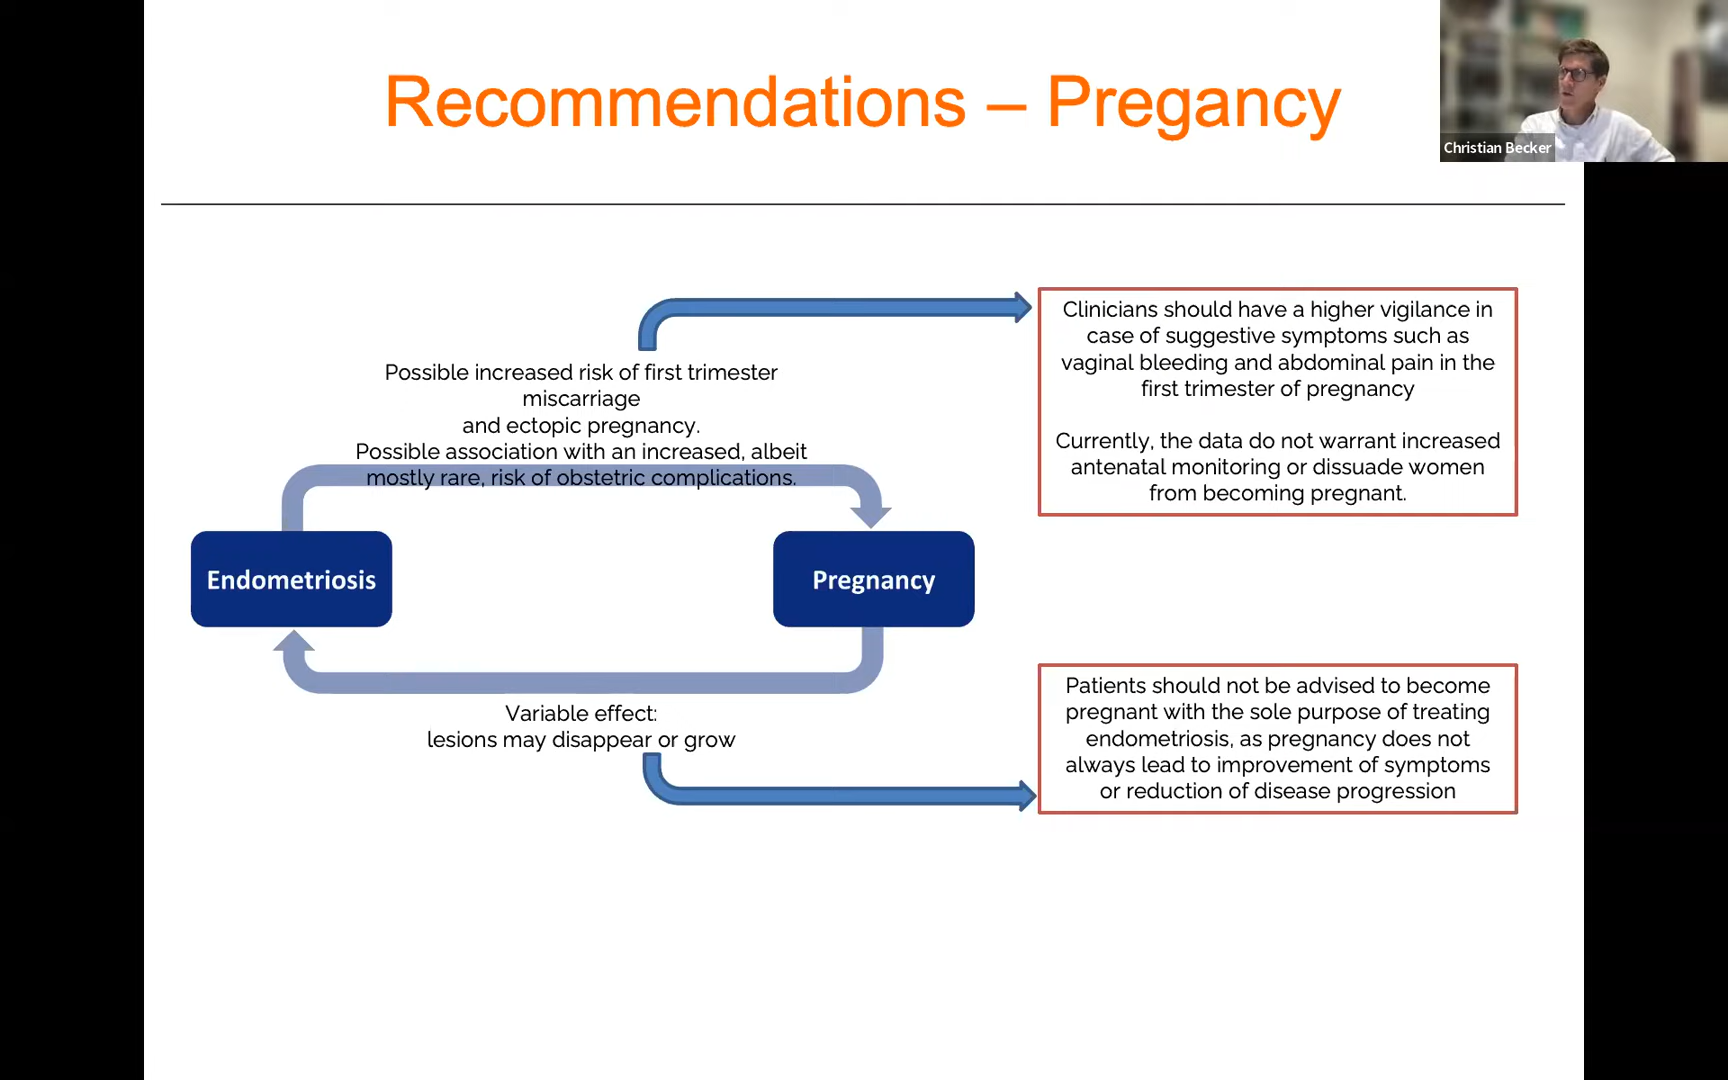 Recommendations – Pregancy
Christian Becker
Possible increased risk of first trimester
miscarriage
and ectopic pregnancy.
Possible association with an increased, albeit
mostly rare, risk of obstetric complications.
Clinicians should have a higher vigilance in
case of suggestive symptoms such as
vaginal bleeding and abdominal pain in the
first trimester of pregnancy
Currently, the data do not warrant increased
antenatal monitoring or dissuade women
from becoming pregnant.
Endometriosis
Pregnancy
Variable effect:
lesions may disappear or grow
Patients should not be advised to become
pregnant with the sole purpose of treating
endometriosis, as pregnancy does not
always lead to improvement of symptoms
or reduction of disease progression